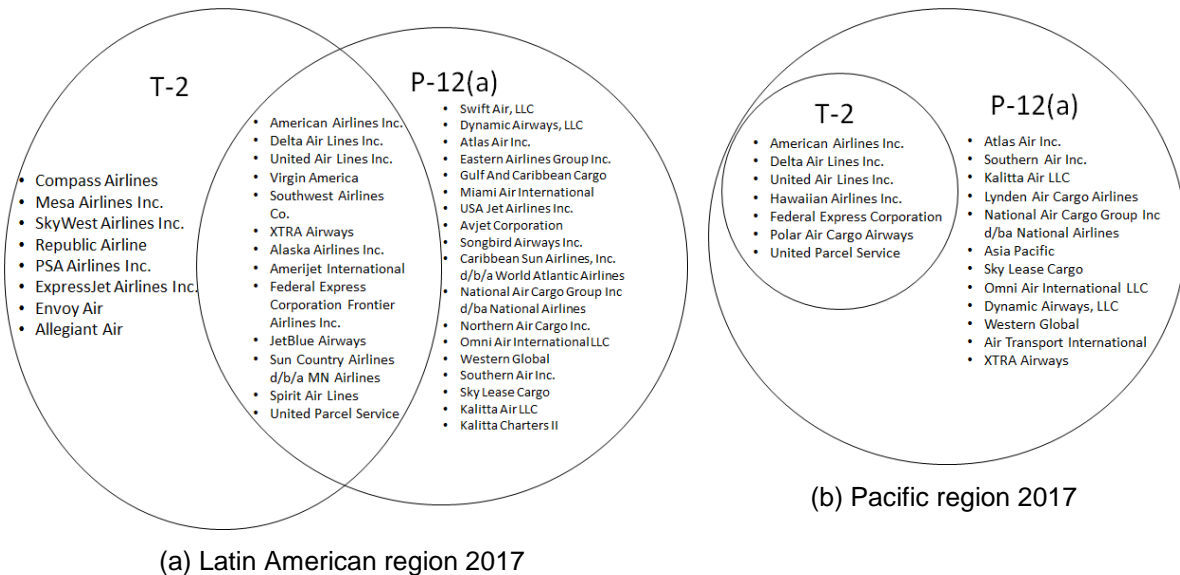 T-2
• Compass Airlines
• Mesa Airlines Inc.
• SkyWest Airlines Inc.
• Republic Airline
• PSA Airlines Inc.
• ExpressJet Airlines Inc.
• Envoy Air
• Allegiant Air
• American Airlines Inc.
• Delta Air Lines Inc.
• United Air Lines Inc.
• Virgin America
• Southwest Airlines
Co.
• XTRA Airways
• Alaska Airlines Inc.
• Amerijet International
• Federal Express
Corporation Frontier
Airlines Inc.
• JetBlue Airways
• Sun Country Airlines
d/b/a MN Airlines
• Spirit Air Lines
• United Parcel Service
P-12(a)
• Swift Air, LLC
• Dynamic Airways, LLC
• Atlas Air Inc.
• Eastern Airlines Group Inc.
• Gulf And Caribbean Cargo
• Miami Air International
• USA Jet Airlines Inc.
• Avjet Corporation
• Songbird Airways Inc.
• Caribbean Sun Airlines, Inc.
d/b/a World Atlantic Airlines
• National Air Cargo Group Inc
d/ba National Airlines
• Northern Air Cargo Inc.
• Omni Air International LLC
• Western Global
• Southern Air Inc.
• Sky Lease Cargo
• Kalitta Air LLC
• Kalitta Charters II
(a) Latin American region 2017
T-2
• American Airlines Inc.
• Delta Air Lines Inc.
• United Air Lines Inc.
• Hawaiian Airlines Inc.
• Federal Express Corporation
• Polar Air Cargo Airways
• United Parcel Service
P-12(a)
• Atlas Air Inc.
• Southern Air Inc.
• Kalitta Air LLC
• Lynden Air Cargo Airlines
• National Air Cargo Group Inc
d/ba National Airlines
• Asia Pacific
• Sky Lease Cargo
• Omni Air International LLC
• Dynamic Airways, LLC
• Western Global
• Air Transport International
• XTRA Airways
(b) Pacific region 2017